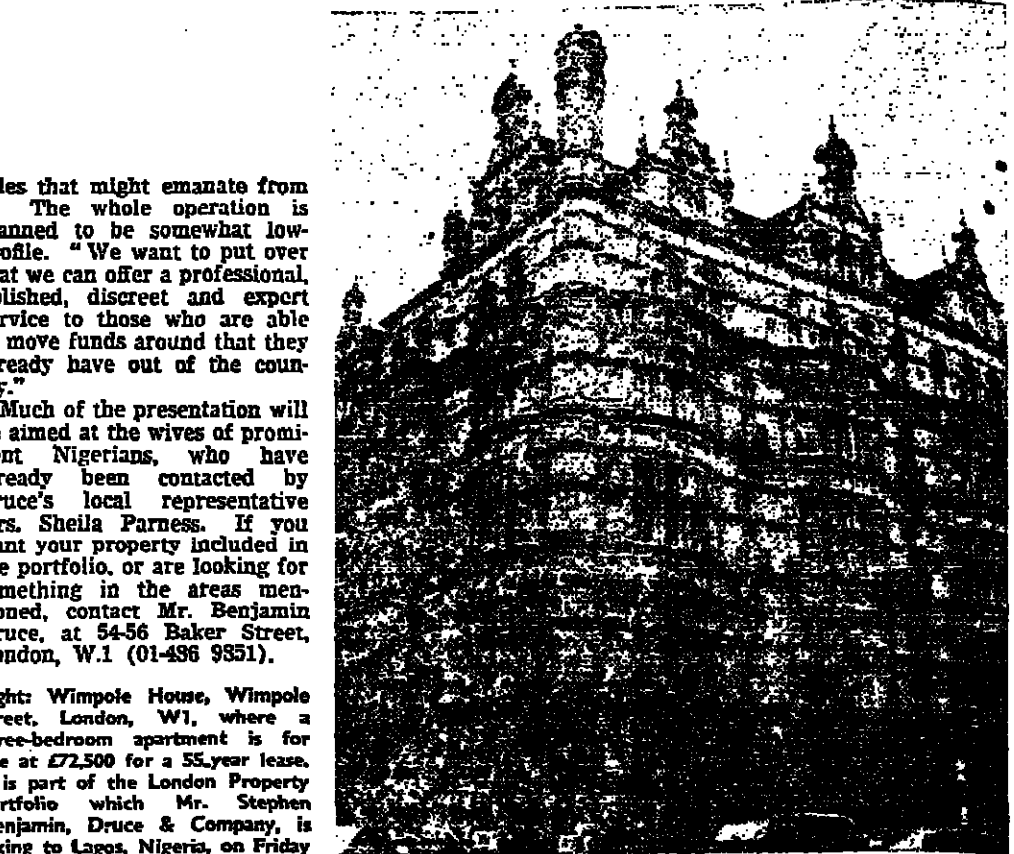 les that might emanate from
The whole operation is
anned to be somewhat low-
ofile. “ We want to put over
at we can offer a professional,
olished, discreet and expert
rvice to those who are able
move funds around that they
ready have out of the coun-
y.”
Much of the presentation will
aimed at the wives of promi-
ent Nigerians, who have
ready been contacted by
ruce's local representative
rs. Sheila Parness. If you
ant your property included in
e portfolio, or are looking for
mething in the areas men-
oned, contact Mr. Benjamin
ruce, at 54-56 Baker Street,
ondon, W.1 (01-486 9351).
ght: Wimpole House, Wimpole
reet, London, W1, where a
ree-bedroom apartment is for
e at £72,500 for a 55-year lease.
is part of the London Property
rtfolio which Mr. Stephen
enjamin, Druce & Company, is
king to Lagos, Nigeria, on Friday